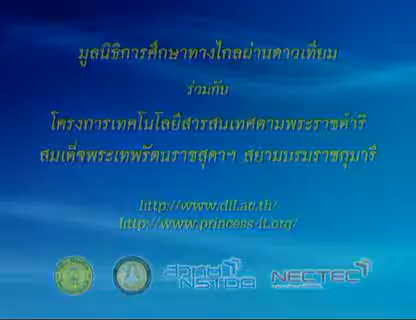 มูลนิธิการศึกษาทางไกลผ่านดาวเทียม
ร่วมกับ
โครงการเทคโนโลยีสารสนเทศตามพระราชดำริ
สมเด็จพระเทพรัตนราชสุดาฯ สยามบรมราชกุมารี
http://www.dlf.ac.th/
http://www.princess-it.org/
สวทช
NSTDA
NECTEC